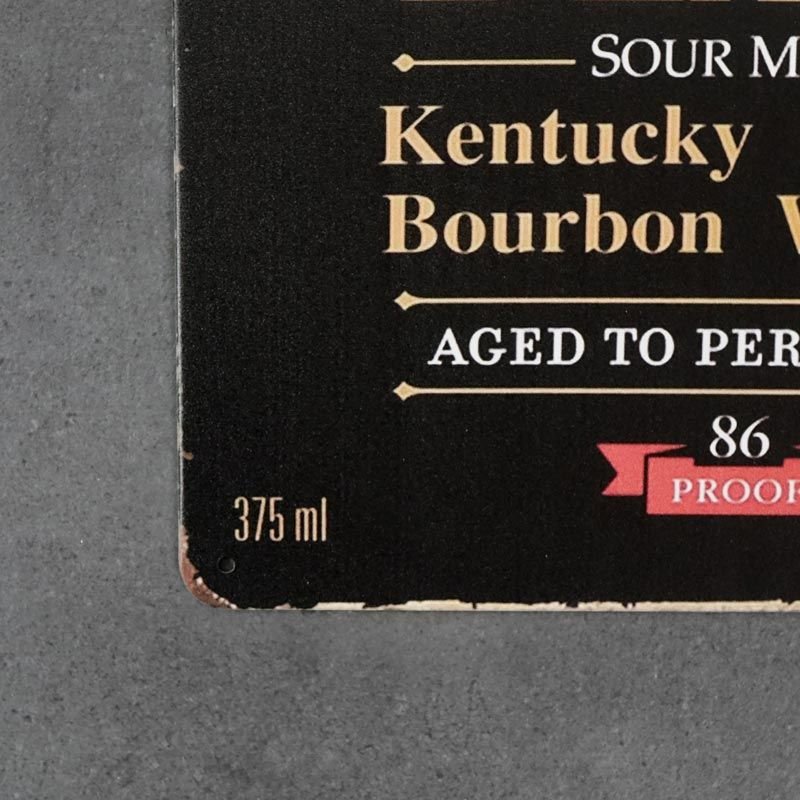 SOUR M
Kentucky
Bourbon W
AGED TO PER
86
PROOF
375 ml